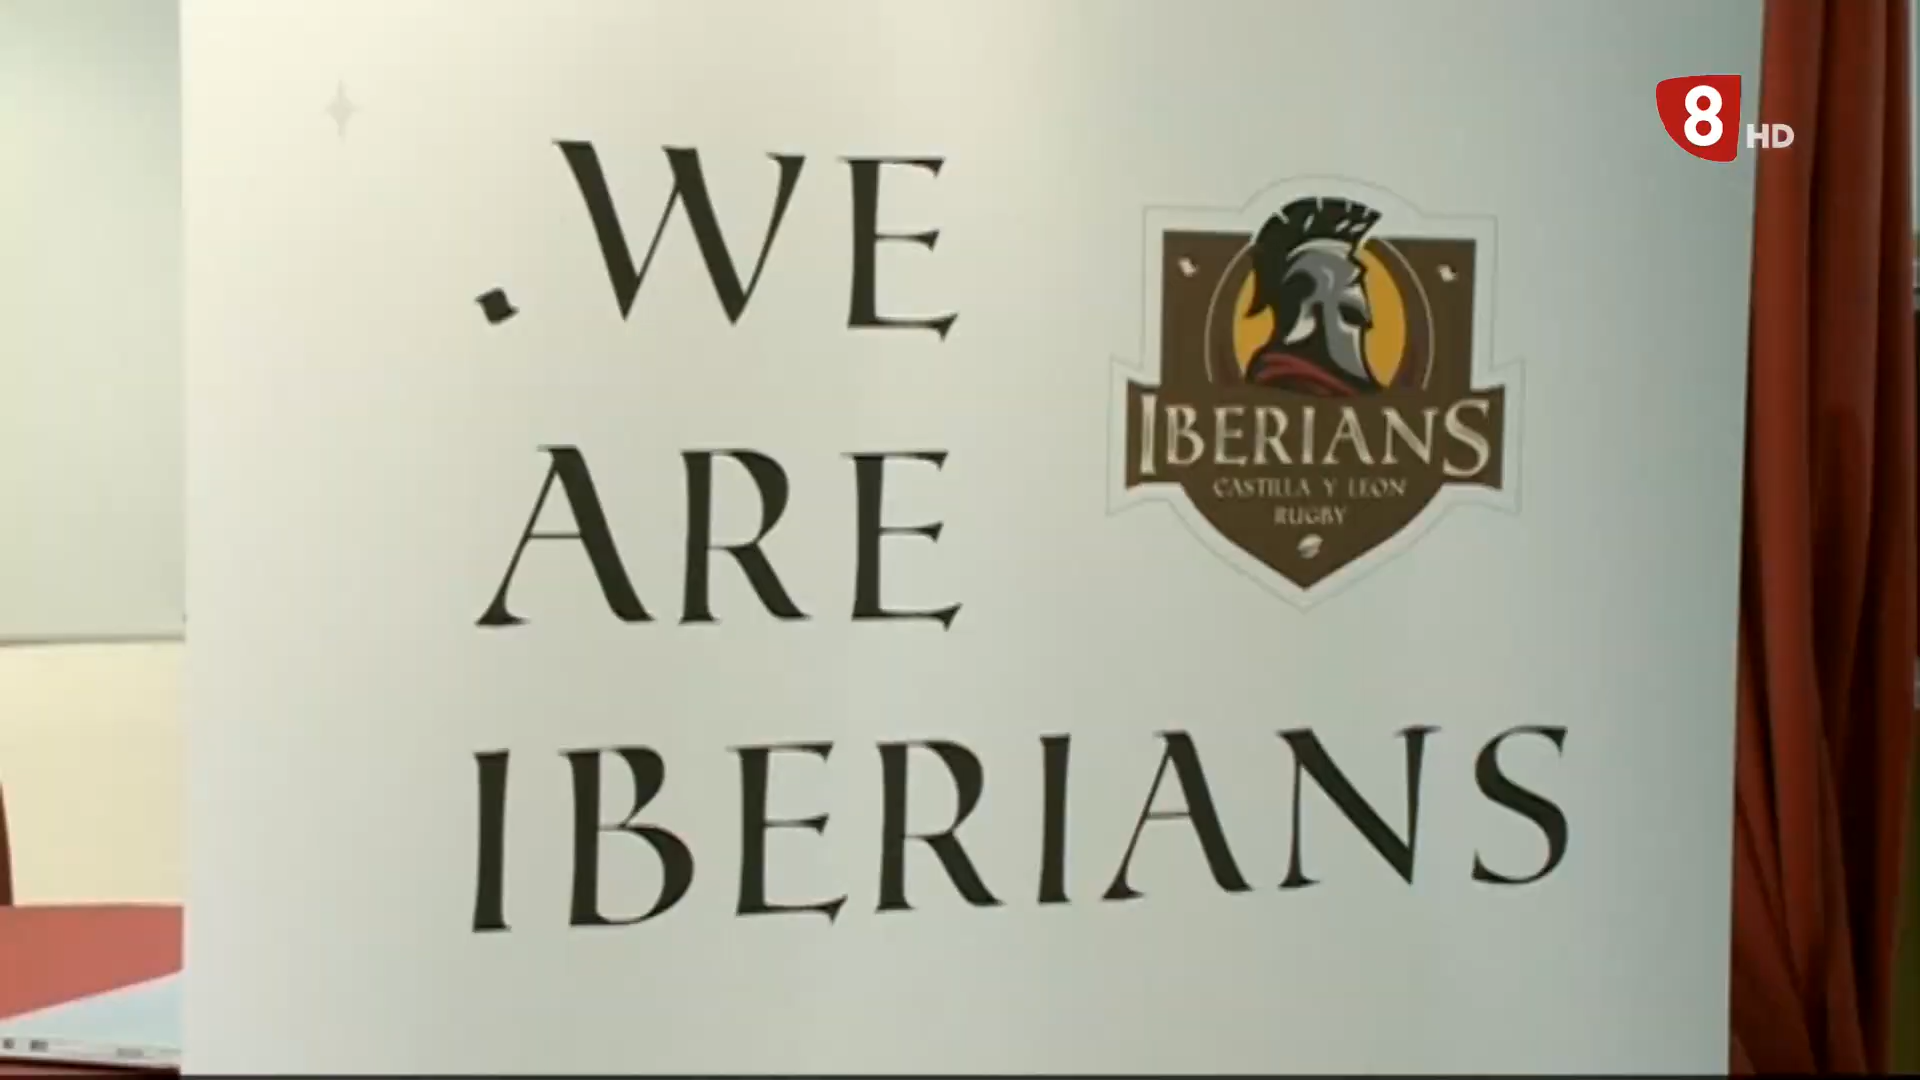 8 HD
.WE
ARE
IBERIANS
IBERIANS
CASTILLA Y LEON
RUGBY